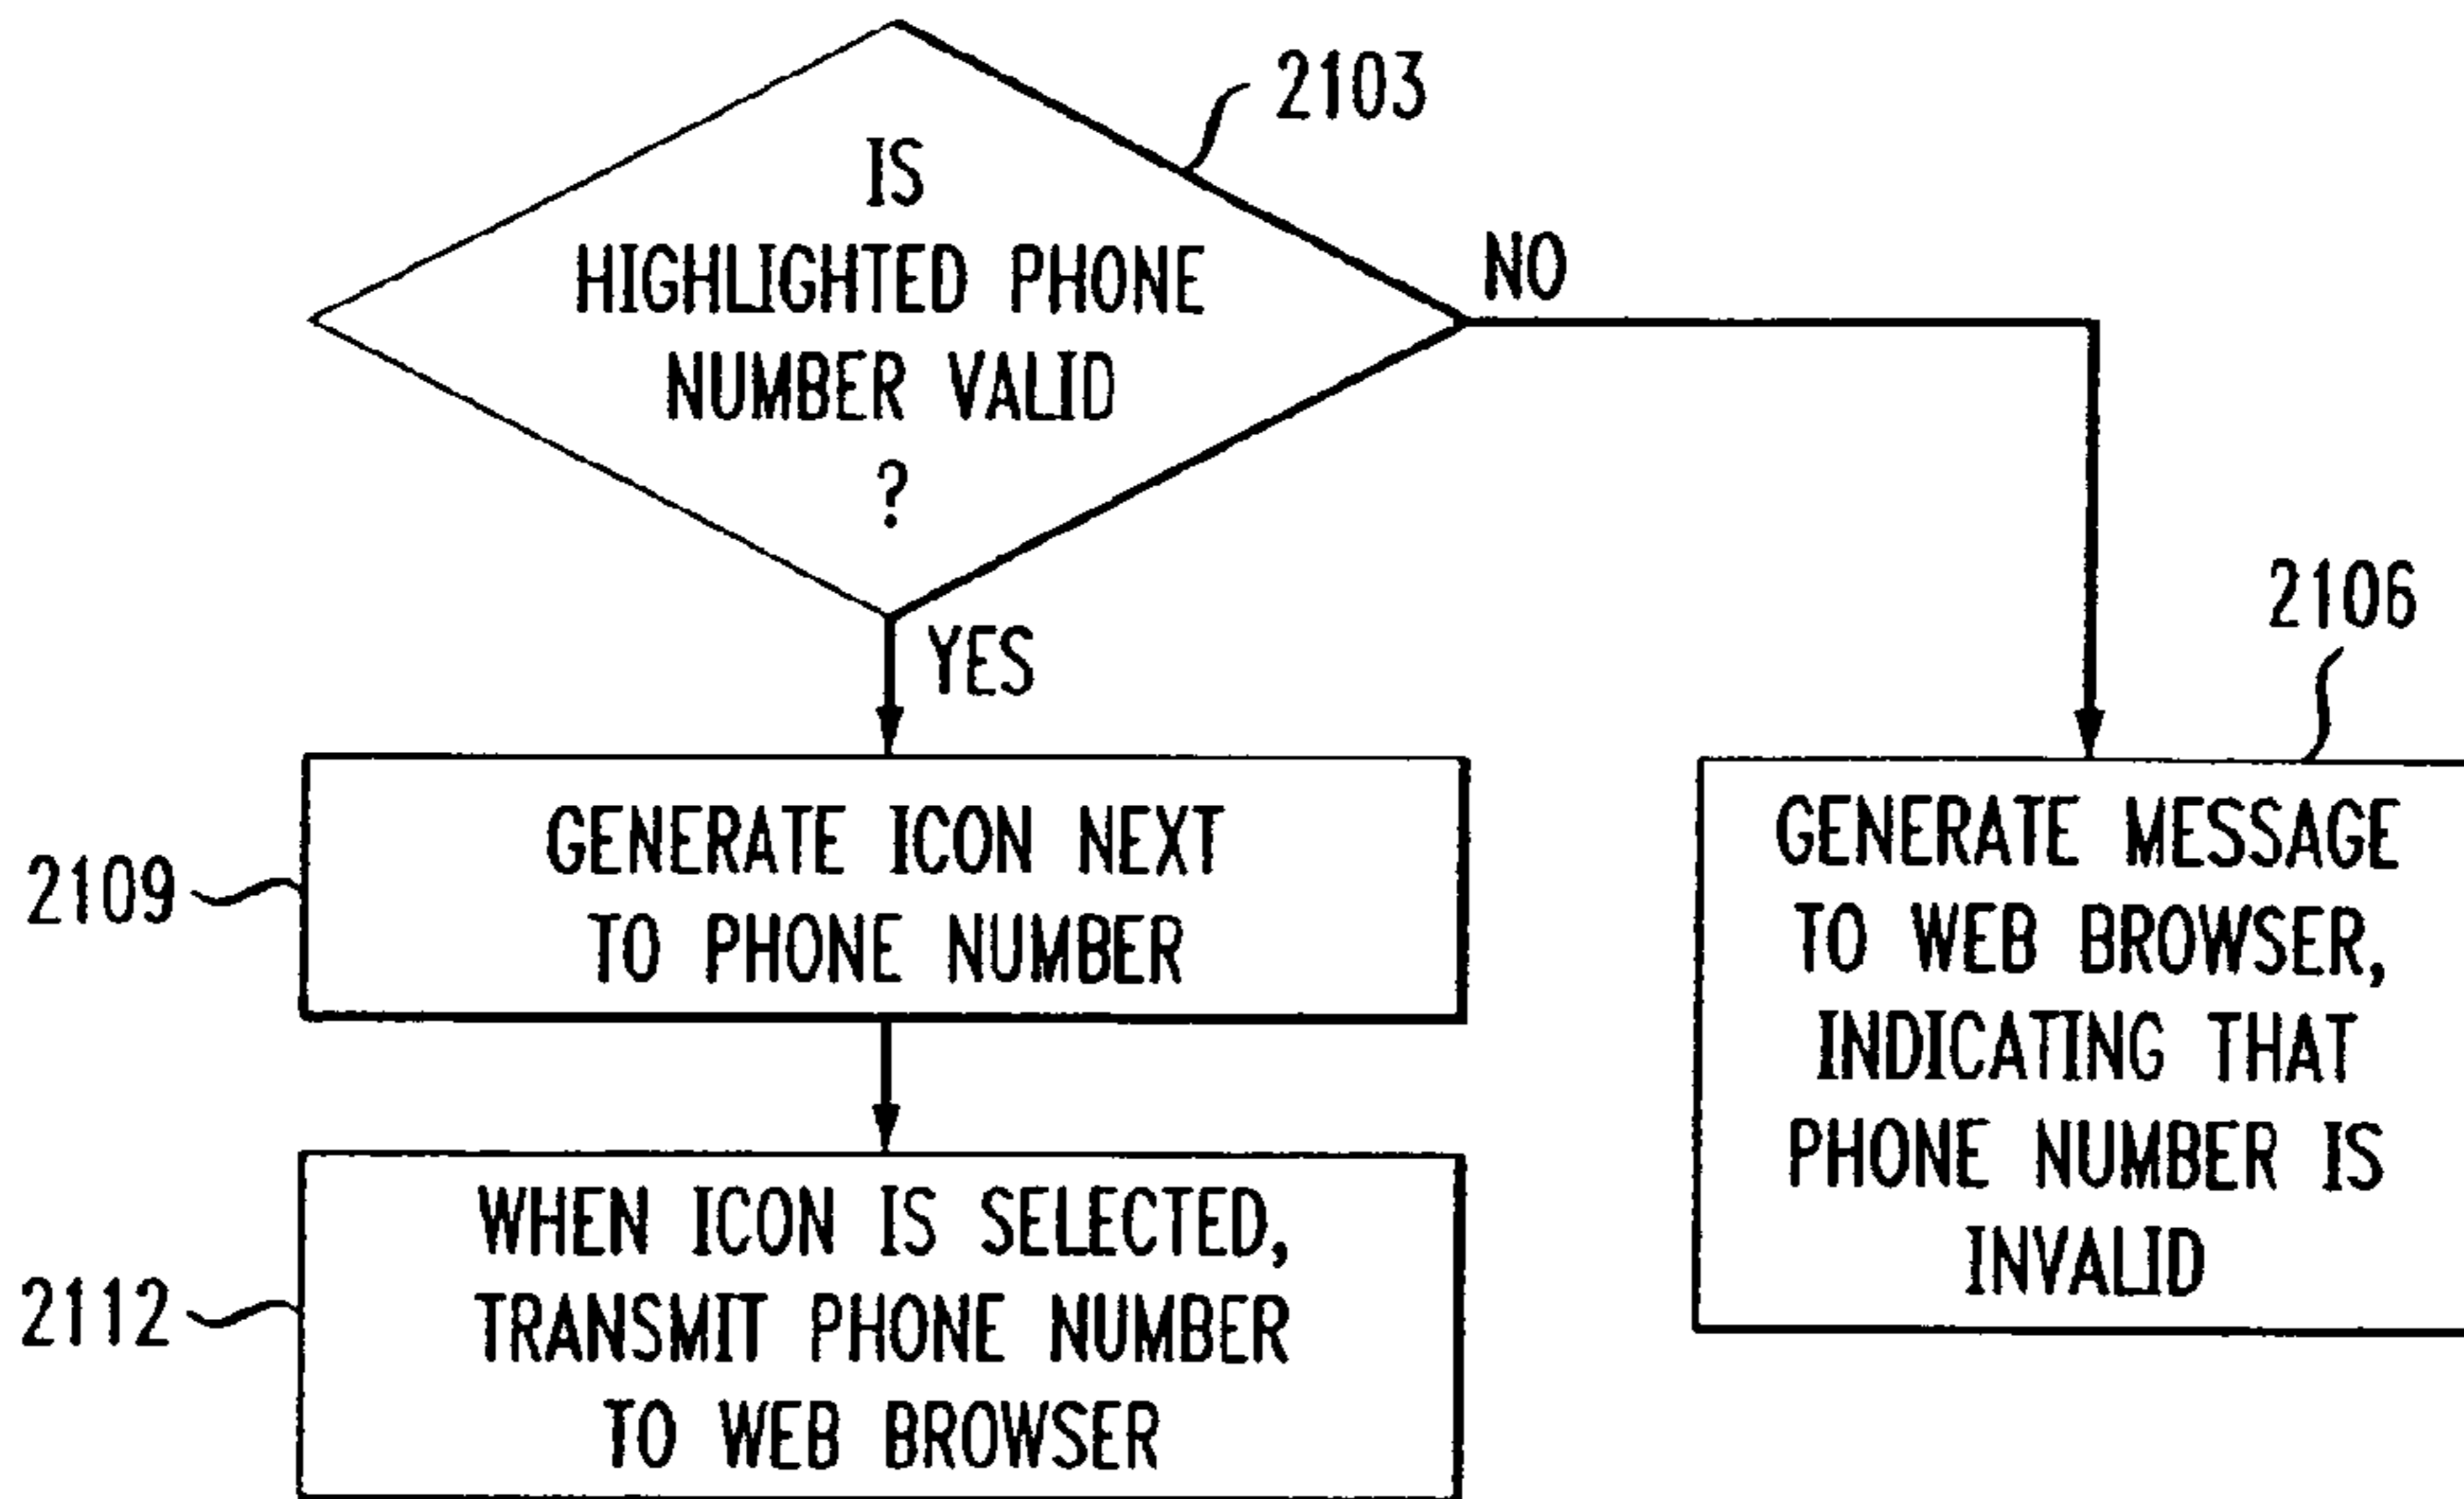 2103
IS
HIGHLIGHTED PHONE
NUMBER VALID
?
NO
YES
2106
2109
GENERATE ICON NEXT
TO PHONE NUMBER
GENERATE MESSAGE
TO WEB BROWSER,
INDICATING THAT
PHONE NUMBER IS
INVALID
2112
WHEN ICON IS SELECTED,
TRANSMIT PHONE NUMBER
TO WEB BROWSER